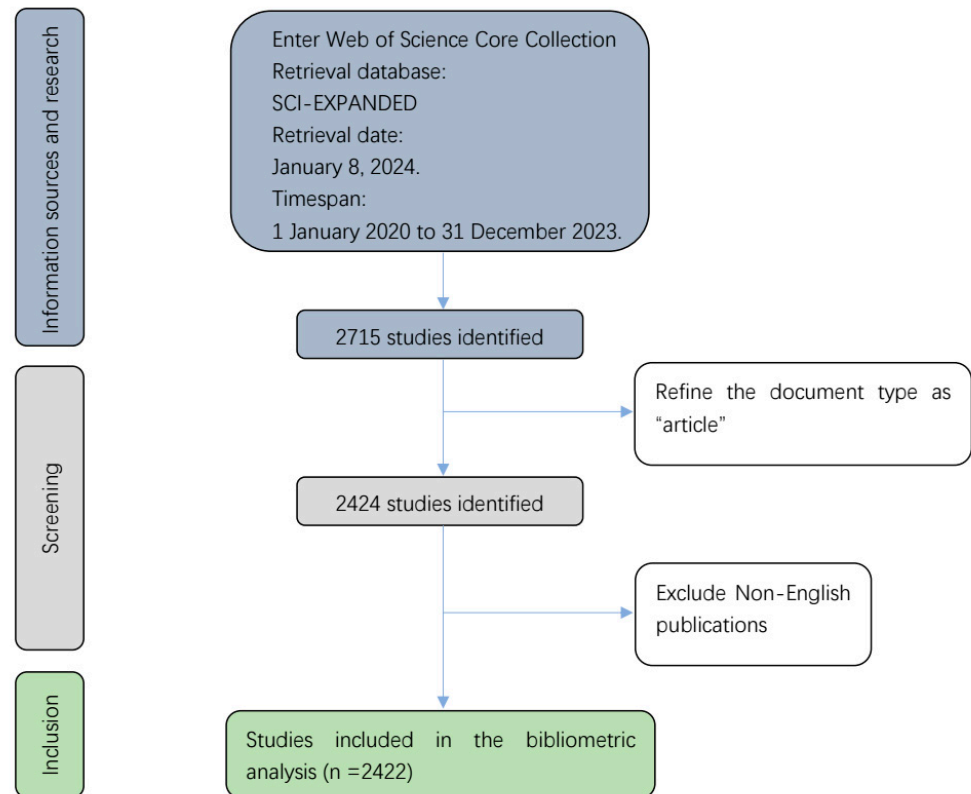 Information sources and research
Enter Web of Science Core Collection
Retrieval database:
SCI-EXPANDED
Retrieval date:
January 8, 2024.
Timespan:
1 January 2020 to 31 December 2023.
2715 studies identified
Refine the document type as
“article”
Screening
2424 studies identified
Exclude Non-English
publications
Inclusion
Studies included in the bibliometric
analysis (n =2422)